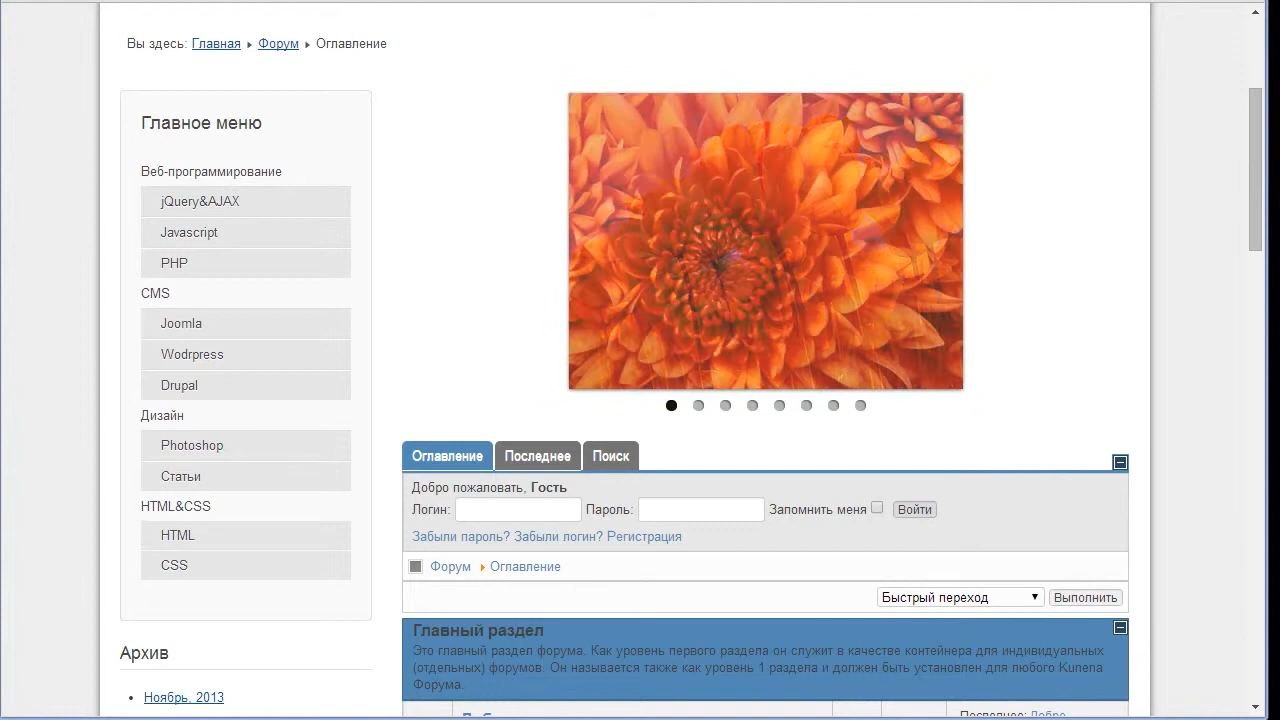 Вы здесь: Главная Форум Оглавление
Главное меню
Веб-программирование
jQuery&AJAX
Javascript
PHP
CMS
Joomla
Wodrpress
Drupal
Дизайн
Photoshop
Статьи
HTML&CSS
HTML
CSS
Архив
Ноябрь, 2013
Оглавление Последнее Поиск
Добро пожаловать, Гость
Логин: Пароль: Запомнить меня Войти
Забыли пароль? Забыли логин? Регистрация
Форум Оглавление
Быстрый переход Выполнить
Главный раздел
Это главный раздел форума. Как уровень первого раздела он служит в качестве контейнера для индивидуальных
(отдельных) форумов. Он называется также как уровень 1 раздела и должен быть установлен для любого Kunena
Форума.
Последнее: Добро